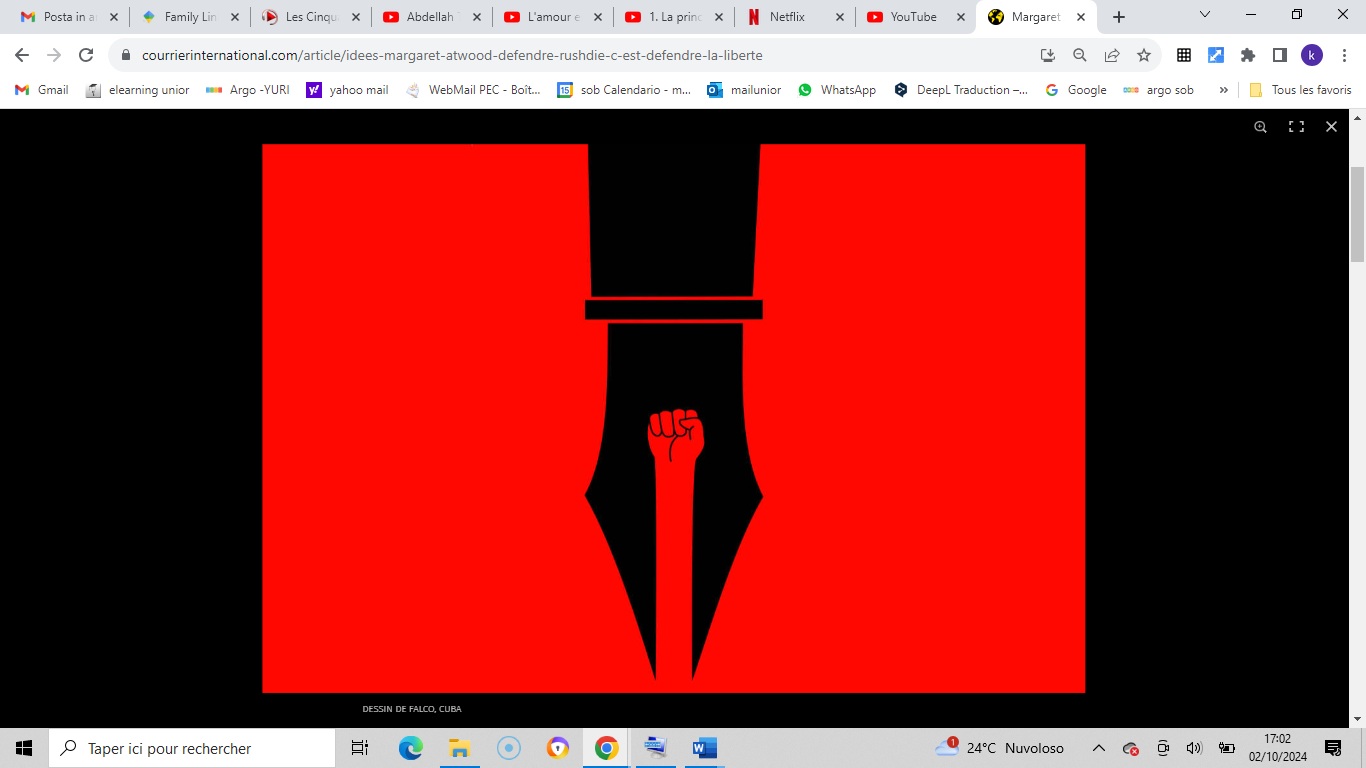 Posta in a
Family Lin
Les Cinqu
Abdellah
L'amour e
1. La princ
Netflix
YouTube
Margaret
courrierinternational.com/article/idees-margaret-atwood-defendre-rushdie-c-est-defendre-la-liberte
k
Gmail
elearning unior
Argo -YURI
yahoo mail
WebMail PEC - Boît...
15
sob Calendario - m...
mailunior
WhatsApp
DeepL Traduction –...
Google
argo sob
»
Tous les favoris
DESSIN DE FALCO, CUBA
Taper ici pour rechercher
1
24°C Nuvoloso
17:02
02/10/2024